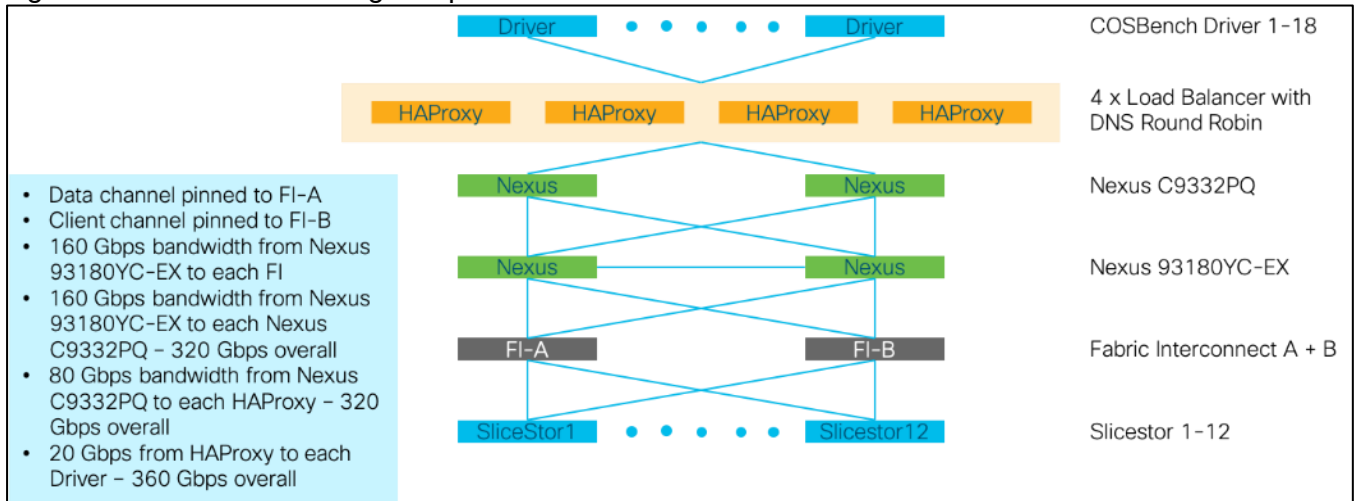 Driver Driver COSBench Driver 1-18
HAProxy HAProxy HAProxy HAProxy
4 x Load Balancer with
DNS Round Robin
Nexus Nexus Nexus C9332PQ
Nexus Nexus Nexus 93180YC-EX
FI-A FI-B Fabric Interconnect A + B
SliceStor1 Slicestor12 Slicestor 1-12
• Data channel pinned to FI-A
• Client channel pinned to FI-B
• 160 Gbps bandwidth from Nexus
93180YC-EX to each FI
• 160 Gbps bandwidth from Nexus
93180YC-EX to each Nexus
C9332PQ – 320 Gbps overall
• 80 Gbps bandwidth from Nexus
C9332PQ to each HAProxy – 320
Gbps overall
• 20 Gbps from HAProxy to each
Driver – 360 Gbps overall